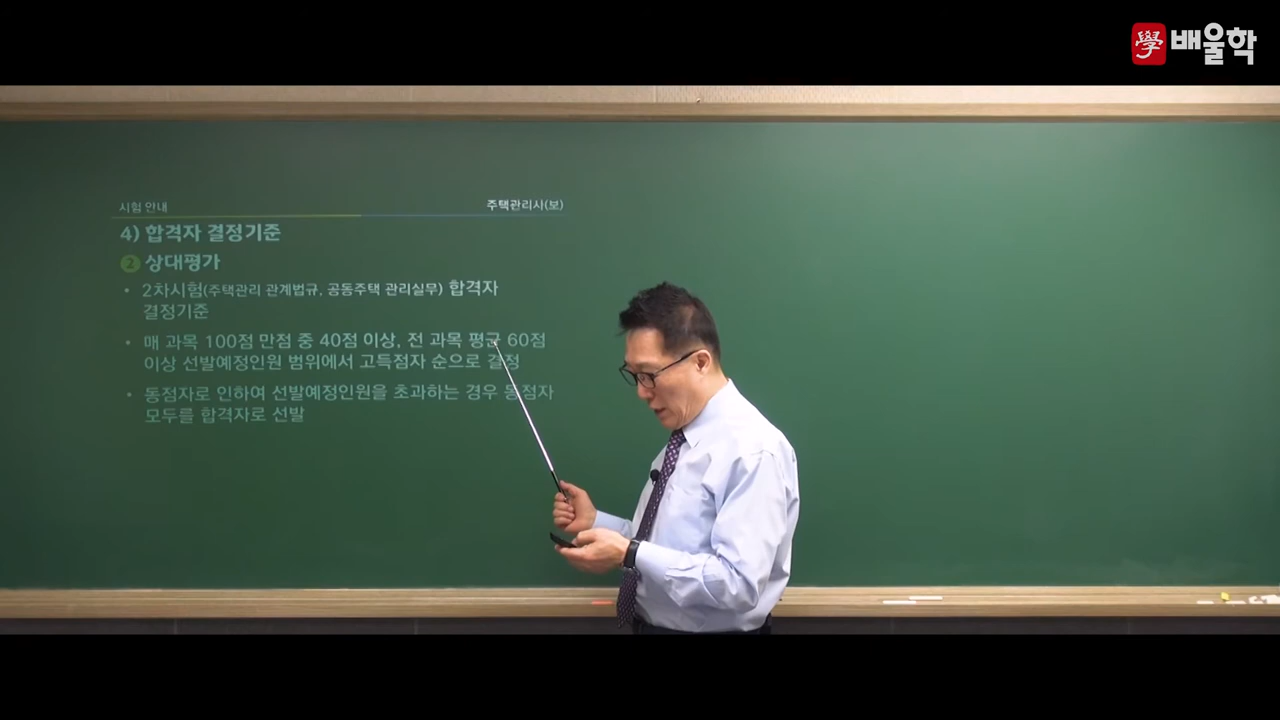 學 배울학
시험 안내
주택관리사(보)
4) 합격자 결정기준
2 상대평가
• 2차시험(주택관리 관계법규, 공동주택 관리실무) 합격자
결정기준
• 매 과목 100점 만점 중 40점 이상, 전 과목 평균 60점
이상 선발예정인원 범위에서 고득점자 순으로 결정
• 동점자로 인하여 선발예정인원을 초과하는 경우 동점자
모두를 합격자로 선발